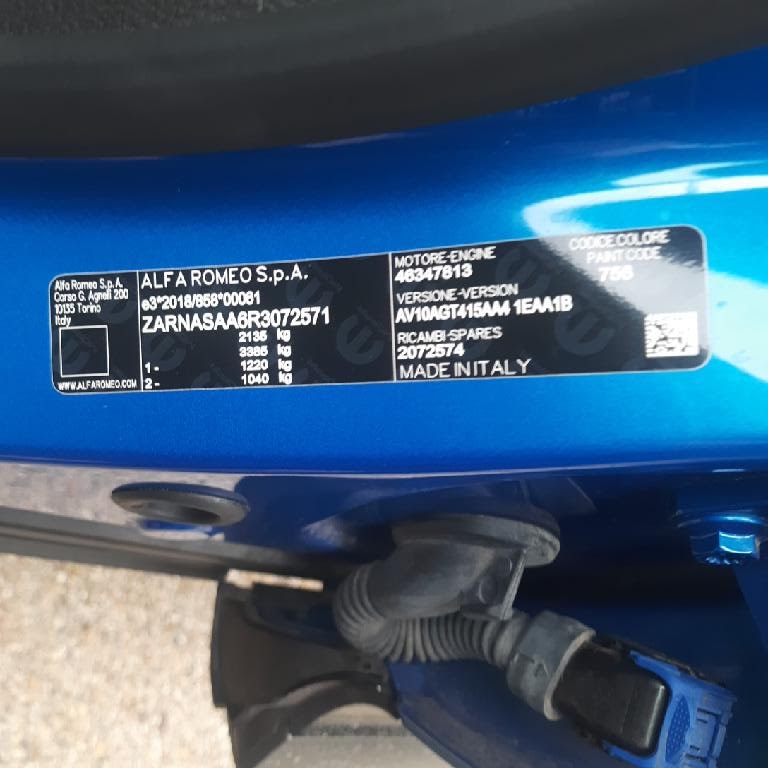 Alfa Romeo S.p.A.
Corso G. Agnelli 200
10135 Torino
Italy
WWW.ALFAROMEO.COM
ALFA ROMEO S.p.A.
e3*2018/858*00081
ZARNASAA6R3072571
2135 kg
3385 kg
1 - 1220 kg
2 - 1040 kg
MOTORE-ENGINE
46347813
VERSIONE-VERSION
AV10AGT415AA4 1EAA1B
RICAMBI-SPARES
2072574
MADE IN ITALY
CODICE COLORE
PAINT CODE
756